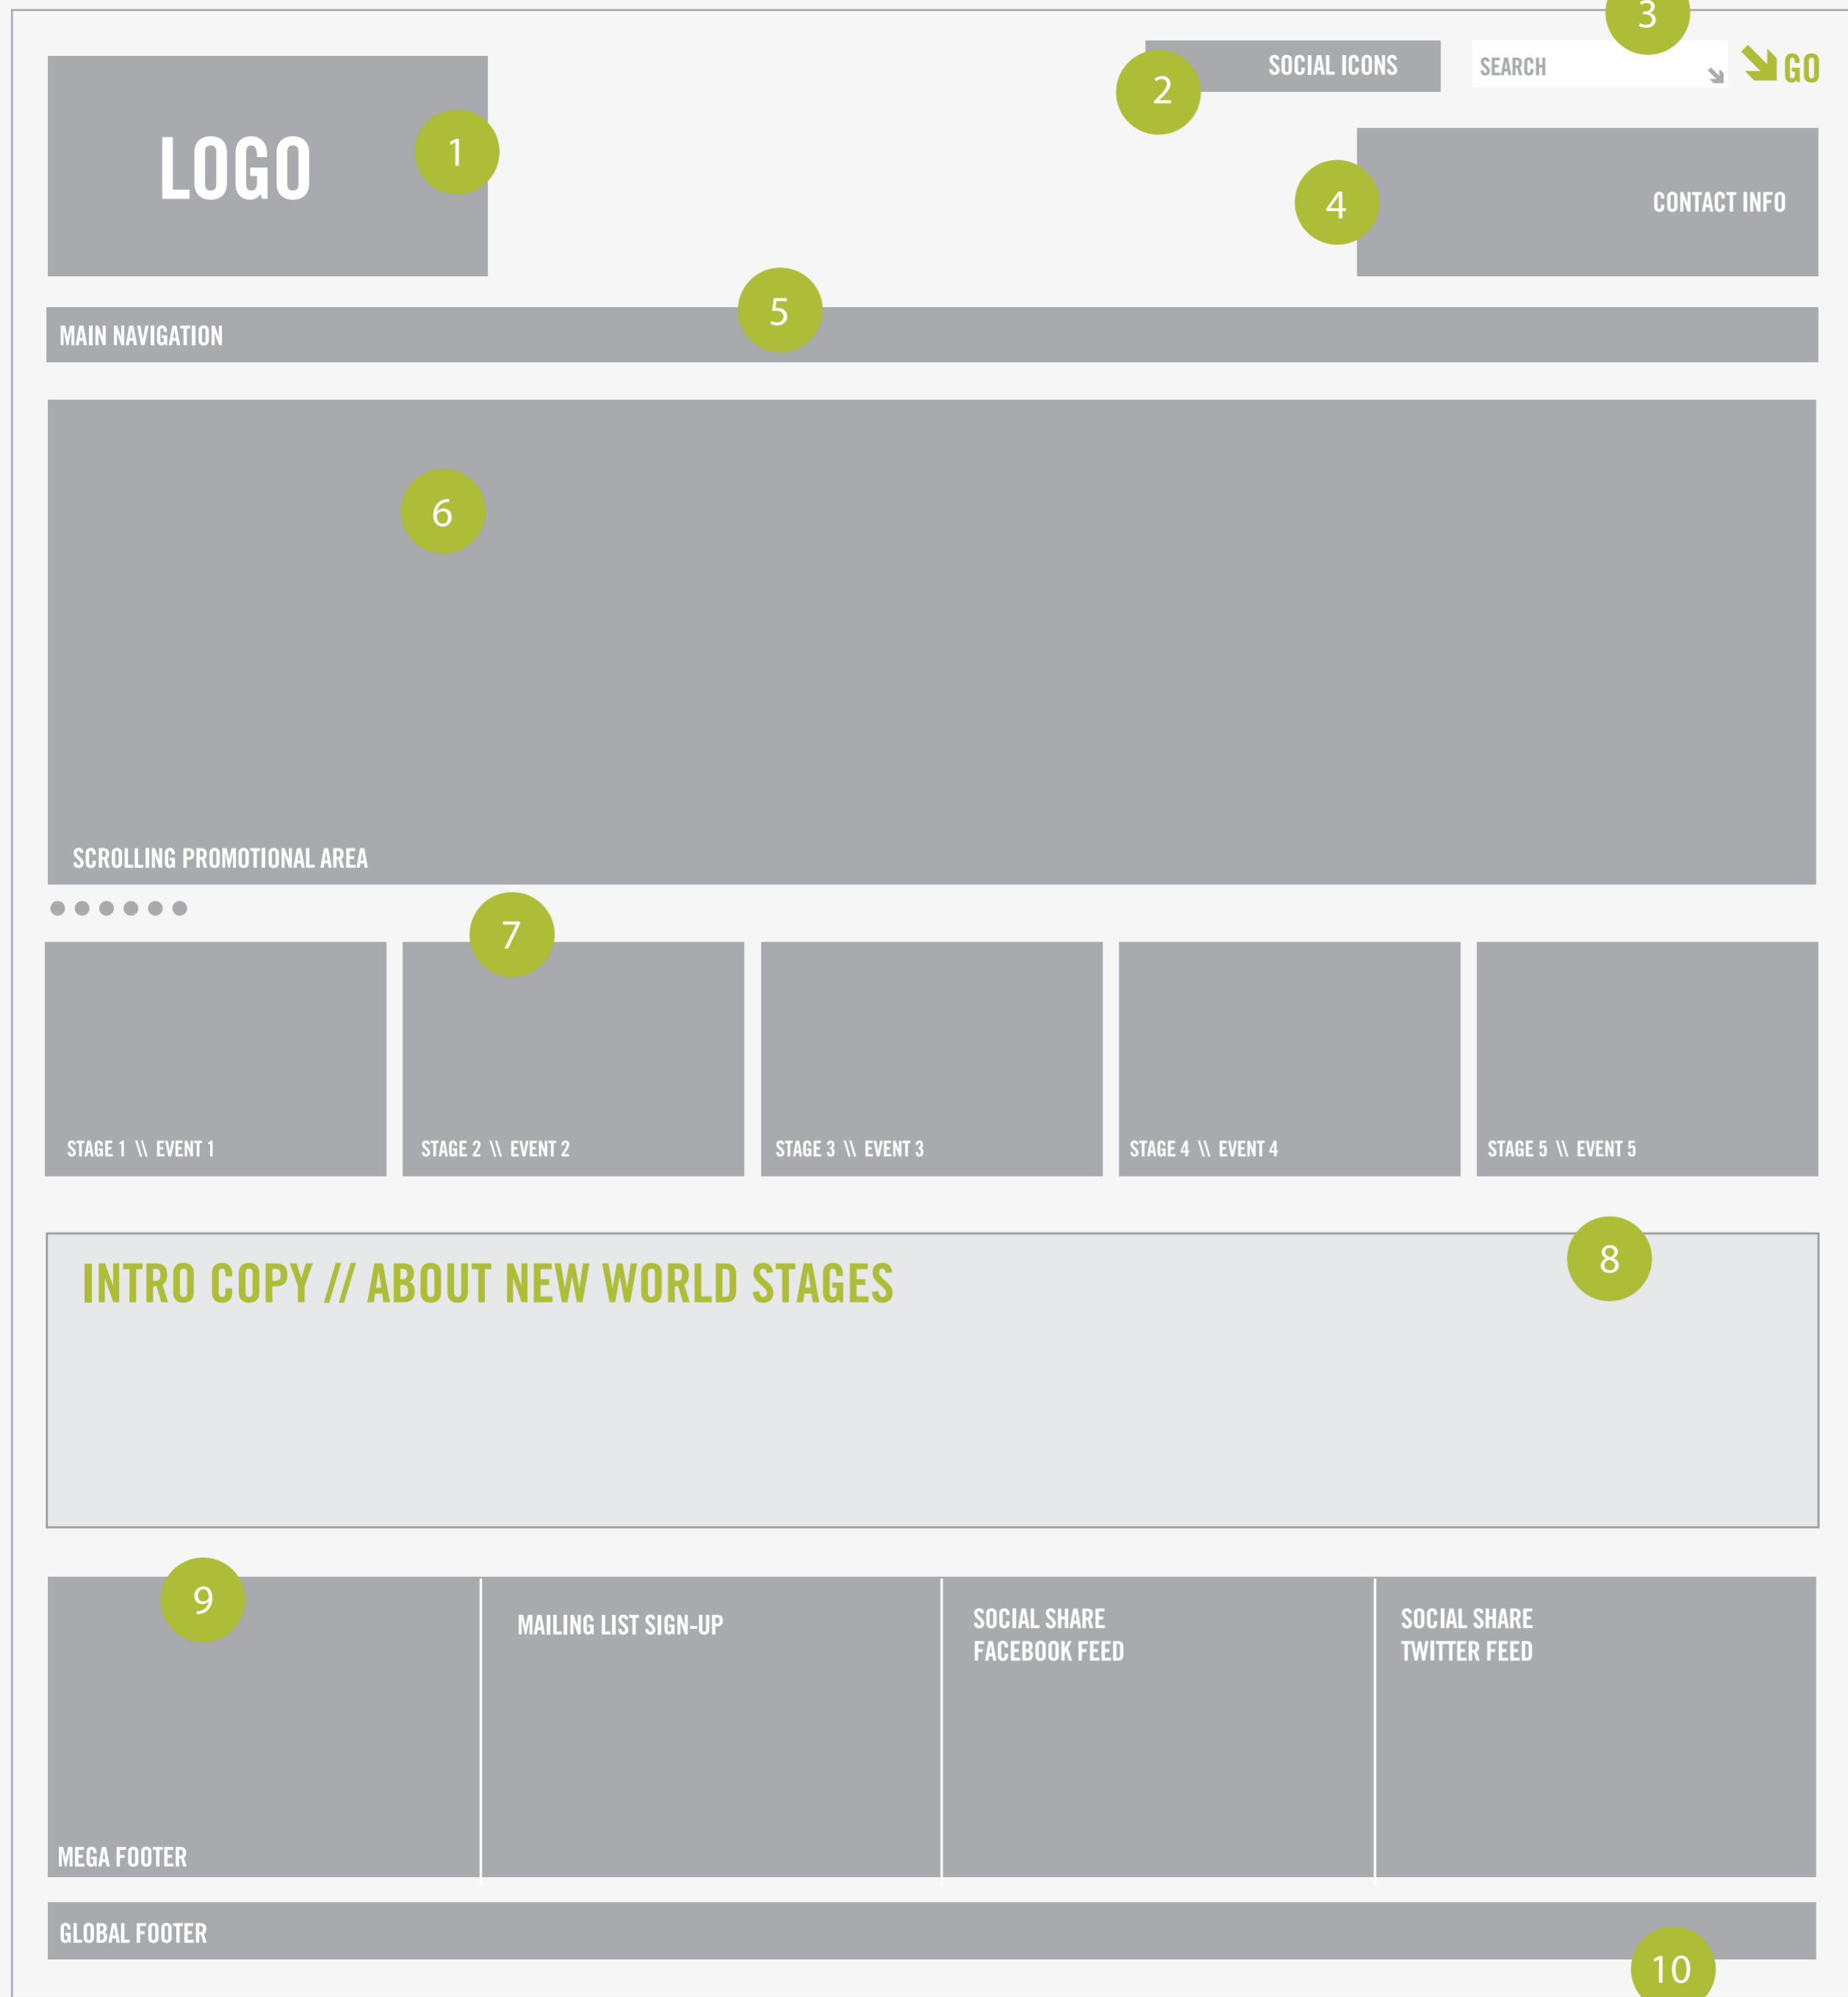 3
SOCIAL ICONS
SEARCH
GO
2
LOGO
1
4
CONTACT INFO
5
MAIN NAVIGATION
6
SCROLLING PROMOTIONAL AREA
7
STAGE 1 \\ EVENT 1
STAGE 2 \\ EVENT 2
STAGE 3 \\ EVENT 3
STAGE 4 \\ EVENT 4
STAGE 5 \\ EVENT 5
8
INTRO COPY // ABOUT NEW WORLD STAGES
9
MAILING LIST SIGN-UP
SOCIAL SHARE
FACEBOOK FEED
SOCIAL SHARE
TWITTER FEED
MEGA FOOTER
GLOBAL FOOTER
10